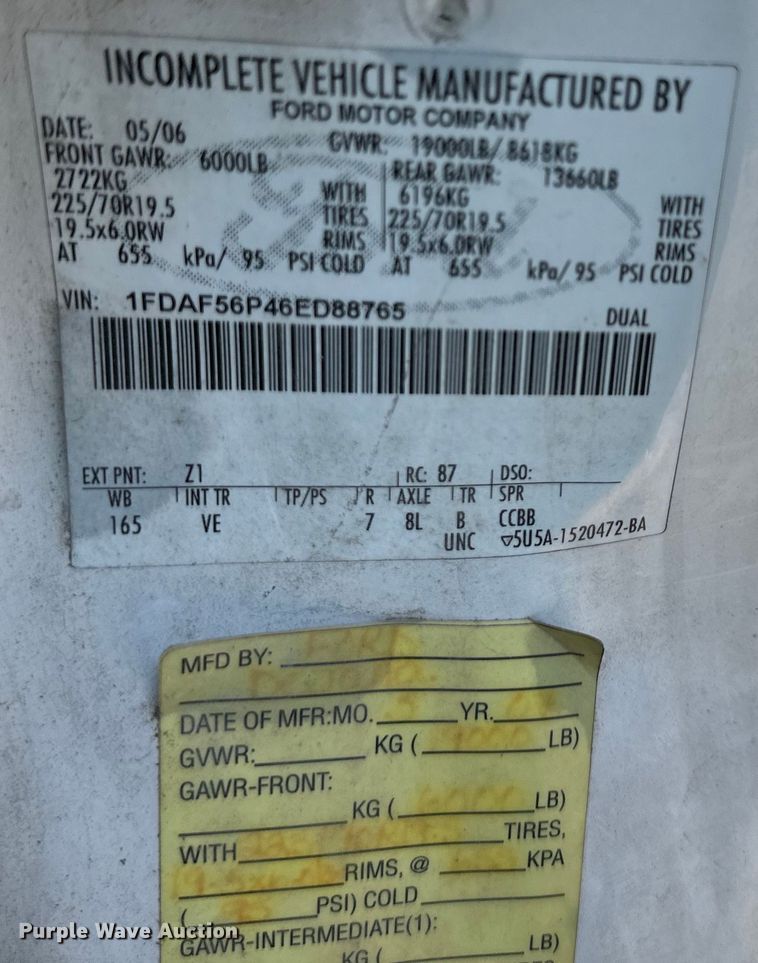 INCOMPLETE VEHICLE MANUFACTURED BY
FORD MOTOR COMPANY
DATE: 05/06 GVWR: 19000LB/ 8618KG
FRONT GAWR: 6000LB REAR GAWR: 13660LB
2722KG WITH 6196KG WITH
225/70R19.5 TIRES 225/70R19.5 TIRES
19.5x6.0RW RIMS 19.5x6.0RW RIMS
AT 655 kPa/ 95 PSI COLD AT 655 kPa/ 95 PSI COLD
VIN: 1FDAF56P46ED88765 DUAL
EXT PNT: Z1 RC: 87 DSO:
WB INT TR TP/PS R AXLE TR SPR
165 VE 7 8L B CCBB
UNC ▽5U5A-1520472-BA
MFD BY:
DATE OF MFR:MO. YR.
GVWR: KG ( LB)
GAWR-FRONT:
KG ( LB)
WITH TIRES,
RIMS, @ KPA
( PSI) COLD
GAWR-INTERMEDIATE(1):
KG ( LB)
Purple Wave Auction